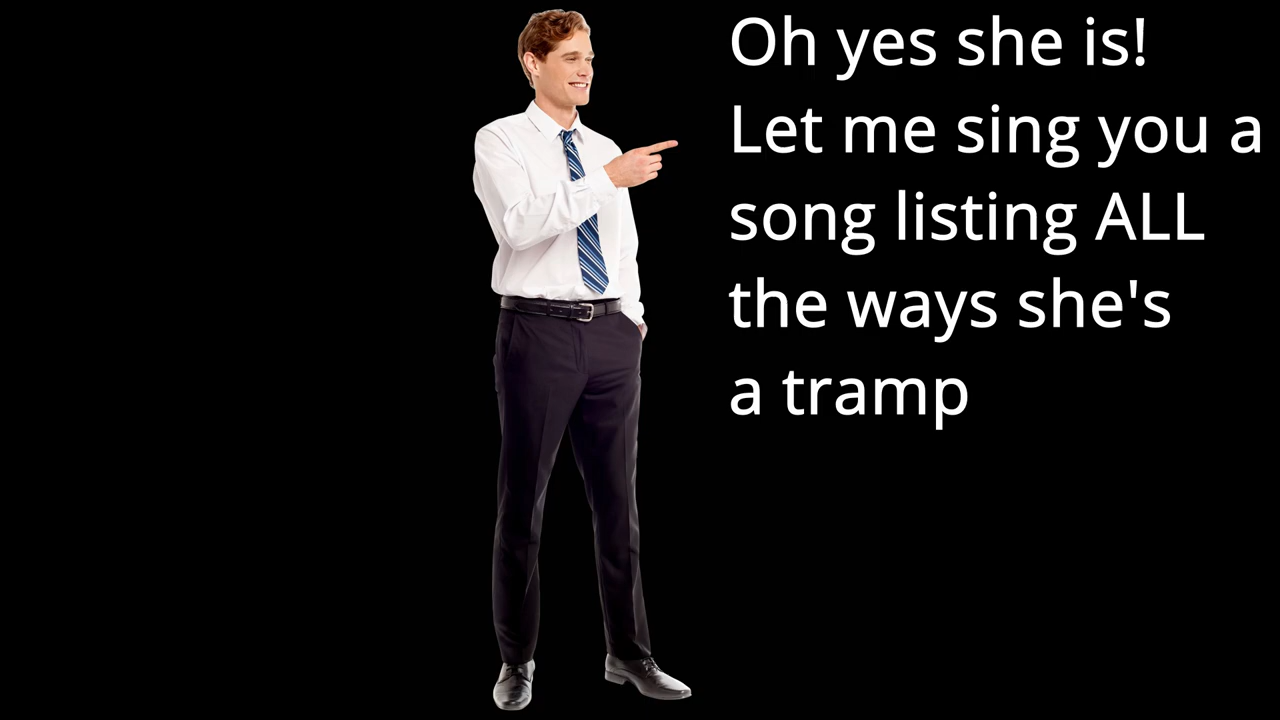 Oh yes she is!
Let me sing you a
song listing ALL
the ways she's
a tramp